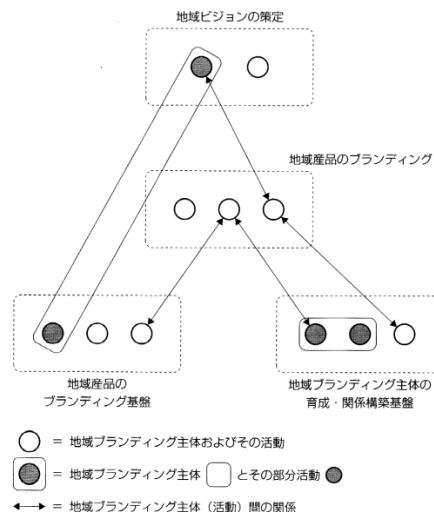 地域ビジョンの策定
地域産品のブランディング
地域産品の
ブランディング基盤
地域ブランディング主体の
育成・関係構築基盤
= 地域ブランディング主体およびその活動
= 地域ブランディング主体 とその部分活動
= 地域ブランディング主体（活動）間の関係